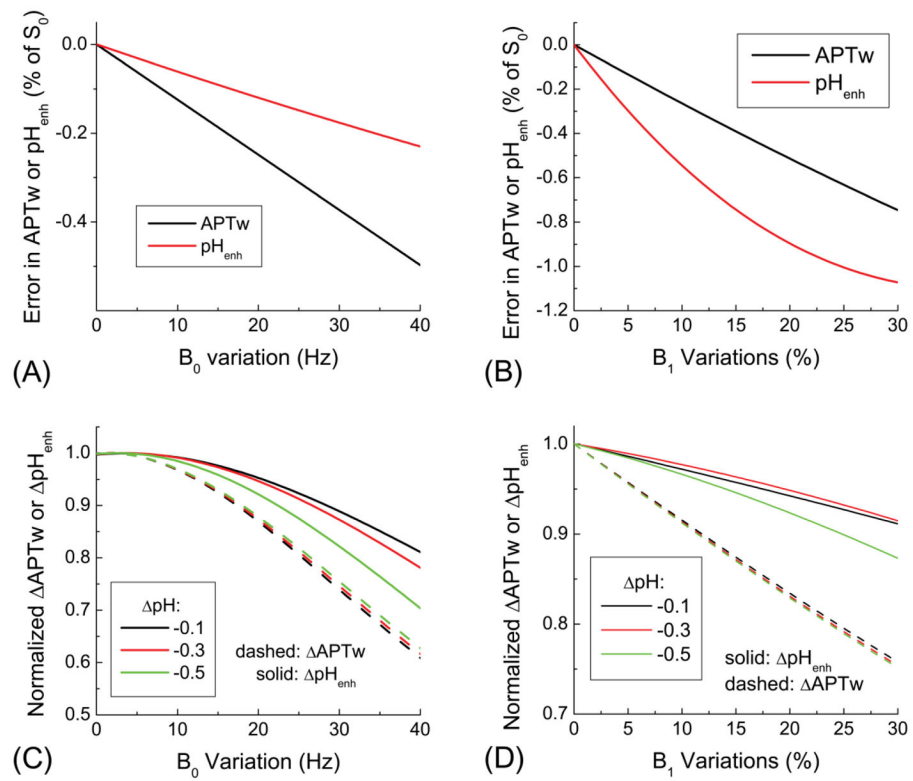 Error in APTw or pHenh (% of S0)
0.0
-0.2
-0.4
APTw
pHenh
0
10
20
30
40
B0 variation (Hz)
(A)
Error in APTw or pHenh (% of S0)
0.0
-0.2
-0.4
-0.6
-0.8
-1.0
-1.2
APTw
pHenh
0
5
10
15
20
25
30
B1 Variations (%)
(B)
Normalized ΔAPTw or ΔpHenh
1.0
0.9
0.8
0.7
0.6
0.5
ΔpH:
-0.1
-0.3
-0.5
dashed: ΔAPTw
solid: ΔpHenh
0
10
20
30
40
B0 Variation (Hz)
(C)
Normalized ΔAPTw or ΔpHenh
1.0
0.9
0.8
0.7
ΔpH:
-0.1
-0.3
-0.5
solid: ΔpHenh
dashed: ΔAPTw
0
5
10
15
20
25
30
B1 Variations (%)
(D)